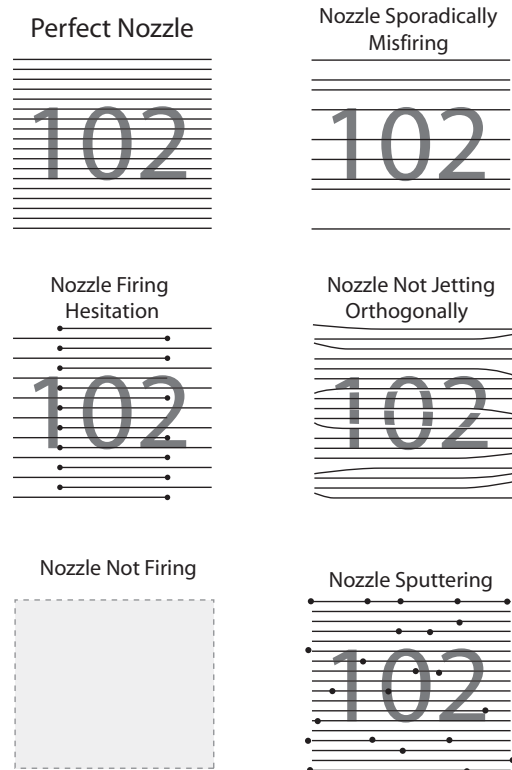 Perfect Nozzle
102
Nozzle Sporadically
Misfiring
102
Nozzle Firing
Hesitation
102
Nozzle Not Jetting
Orthogonally
102
Nozzle Not Firing
Nozzle Sputtering
102